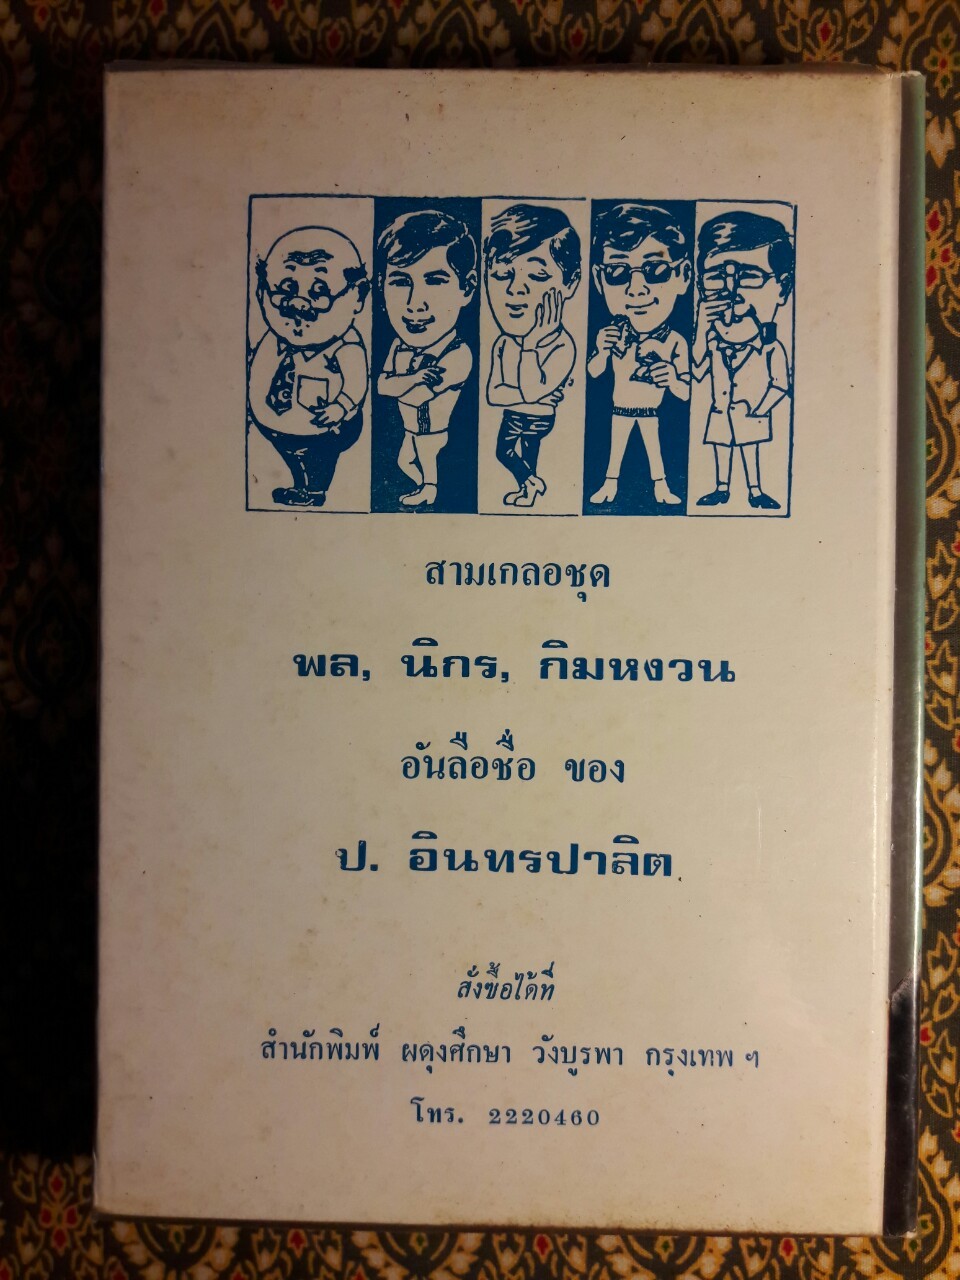 สามเกลอชุด
พล, นิกร, กิมหงวน
อันลือชื่อ ของ
ป. อินทรปาลิต
สั่งซื้อได้ที่
สำนักพิมพ์ ผดุงศึกษา วังบูรพา กรุงเทพ ฯ
โทร. 2220460